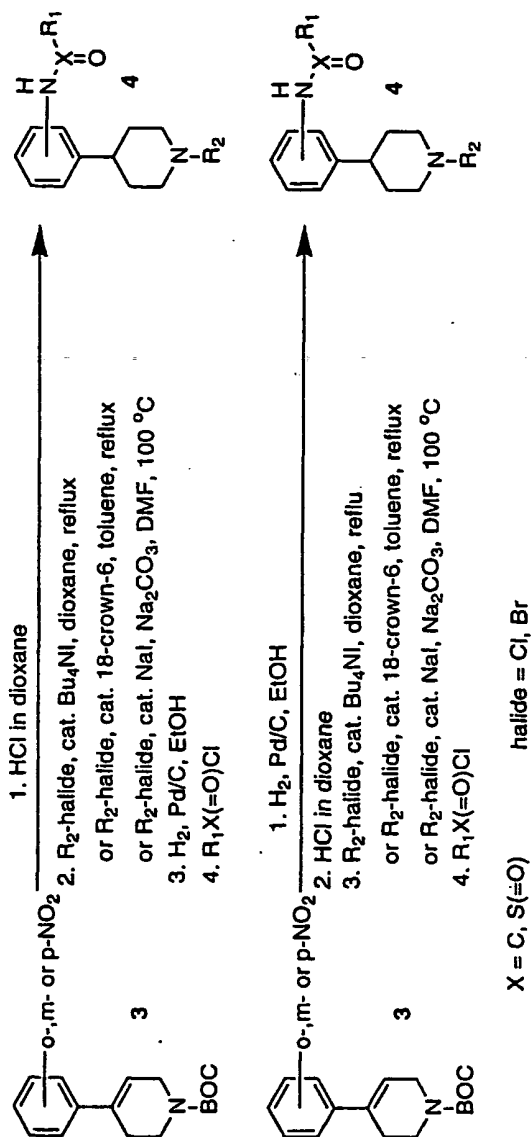 1. HCl in dioxane
2. R2-halide, cat. Bu4NI, dioxane, reflux
or R2-halide, cat. 18-crown-6, toluene, reflux
or R2-halide, cat. NaI, Na2CO3, DMF, 100 °C
3. H2, Pd/C, EtOH
4. R1X(=O)Cl
o-,m- or p-NO2
N
BOC
3
H
N
X
R1
O
N
R2
4
1. H2, Pd/C, EtOH
2. HCl in dioxane
3. R2-halide, cat. Bu4NI, dioxane, reflu
or R2-halide, cat. 18-crown-6, toluene, reflux
or R2-halide, cat. NaI, Na2CO3, DMF, 100 °C
4. R1X(=O)Cl
o-,m- or p-NO2
N
BOC
3
H
N
X
R1
O
N
R2
4
X = C, S(=O)
halide = Cl, Br